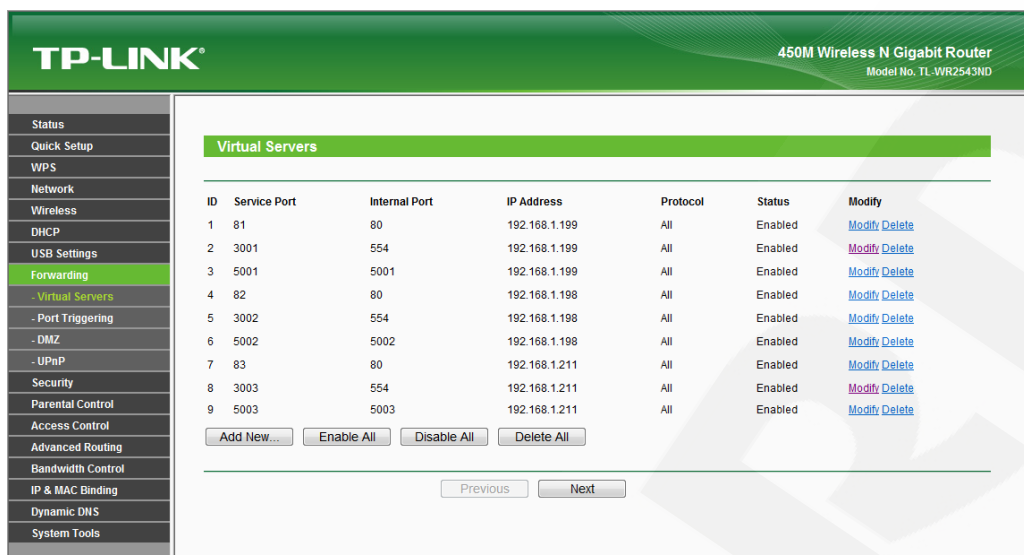 TP-LINK®
450M Wireless N Gigabit Router
Model No. TL-WR2543ND
Status
Quick Setup
WPS
Network
Wireless
DHCP
USB Settings
Forwarding
- Virtual Servers
- Port Triggering
- DMZ
- UPnP
Security
Parental Control
Access Control
Advanced Routing
Bandwidth Control
IP & MAC Binding
Dynamic DNS
System Tools
Virtual Servers
ID Service Port Internal Port IP Address Protocol Status Modify
1 81 80 192.168.1.199 All Enabled Modify Delete
2 3001 554 192.168.1.199 All Enabled Modify Delete
3 5001 5001 192.168.1.199 All Enabled Modify Delete
4 82 80 192.168.1.198 All Enabled Modify Delete
5 3002 554 192.168.1.198 All Enabled Modify Delete
6 5002 5002 192.168.1.198 All Enabled Modify Delete
7 83 80 192.168.1.211 All Enabled Modify Delete
8 3003 554 192.168.1.211 All Enabled Modify Delete
9 5003 5003 192.168.1.211 All Enabled Modify Delete
Add New... Enable All Disable All Delete All
Previous Next